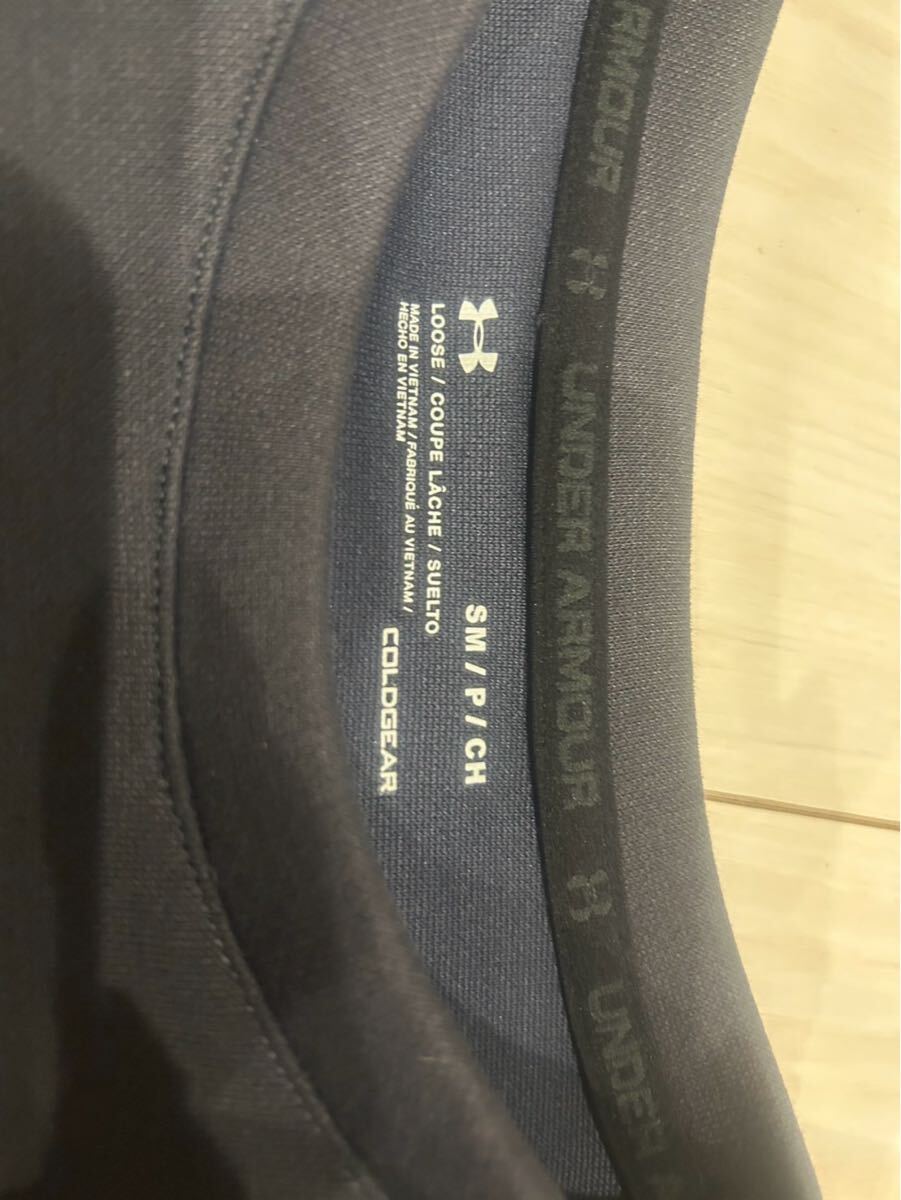 SM / P / CH
LOOSE / COUPE LÂCHE / SUELTO
MADE IN VIETNAM / FABRIQUÉ AU VIETNAM /
HECHO EN VIETNAM
COLDGEAR
ARMOUR UNDER ARMOUR UNDER